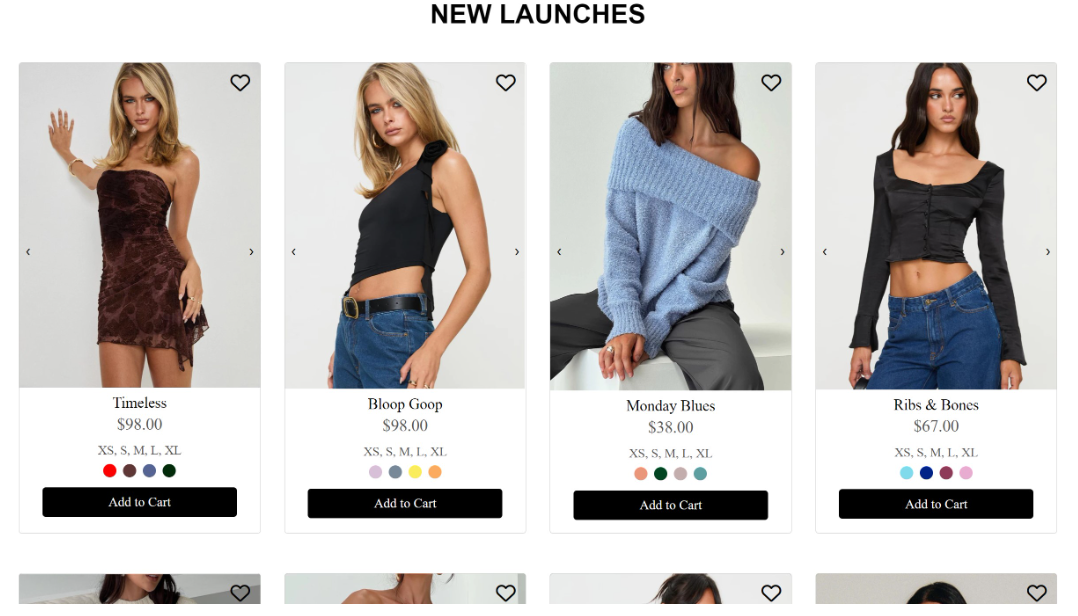 NEW LAUNCHES
Timeless
$98.00
XS, S, M, L, XL
Add to Cart
Bloop Goop
$98.00
XS, S, M, L, XL
Add to Cart
Monday Blues
$38.00
XS, S, M, L, XL
Add to Cart
Ribs & Bones
$67.00
XS, S, M, L, XL
Add to Cart